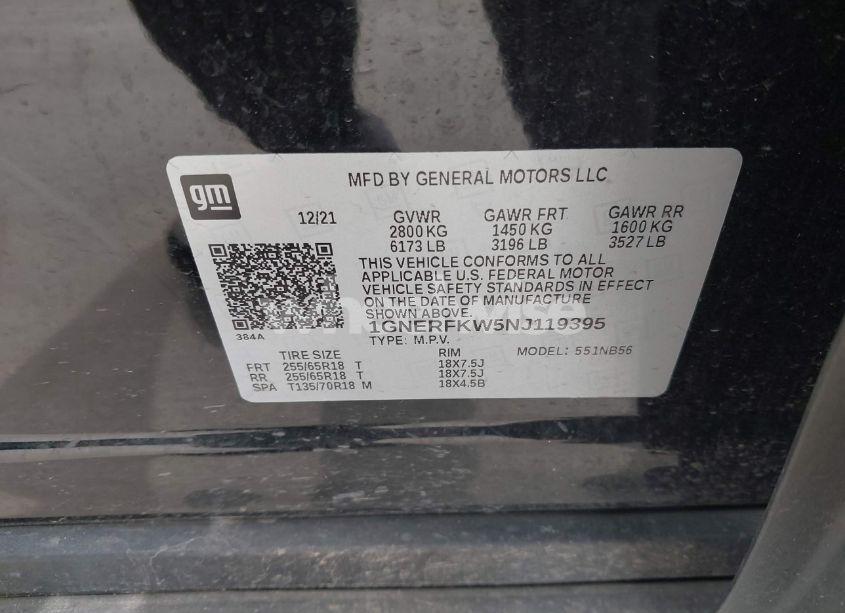 gm
MFD BY GENERAL MOTORS LLC
12/21 GVWR GAWR FRT GAWR RR
2800 KG 1450 KG 1600 KG
6173 LB 3196 LB 3527 LB
THIS VEHICLE CONFORMS TO ALL
APPLICABLE U.S. FEDERAL MOTOR
VEHICLE SAFETY STANDARDS IN EFFECT
ON THE DATE OF MANUFACTURE
SHOWN ABOVE.
384A
1GNERFKW5NJ119395
TYPE: M.P.V. MODEL: 551NB56
TIRE SIZE RIM
FRT 255/65R18 T 18X7.5J
RR 255/65R18 T 18X7.5J
SPA T135/70R18 M 18X4.5B